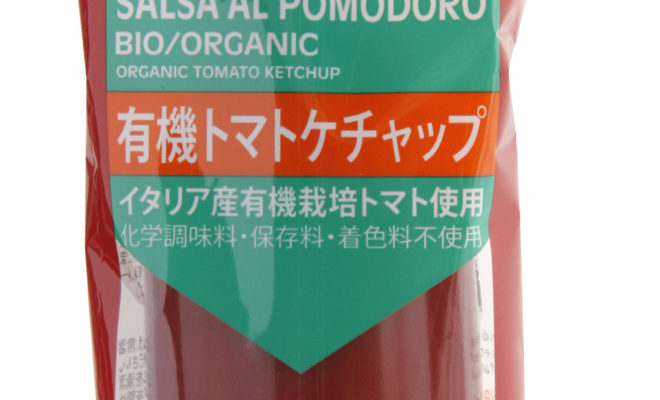 SALSA AL POMODORO
BIO/ORGANIC
ORGANIC TOMATO KETCHUP
有機トマトケチャップ
イタリア産有機栽培トマト使用
化学調味料・保存料・着色料不使用